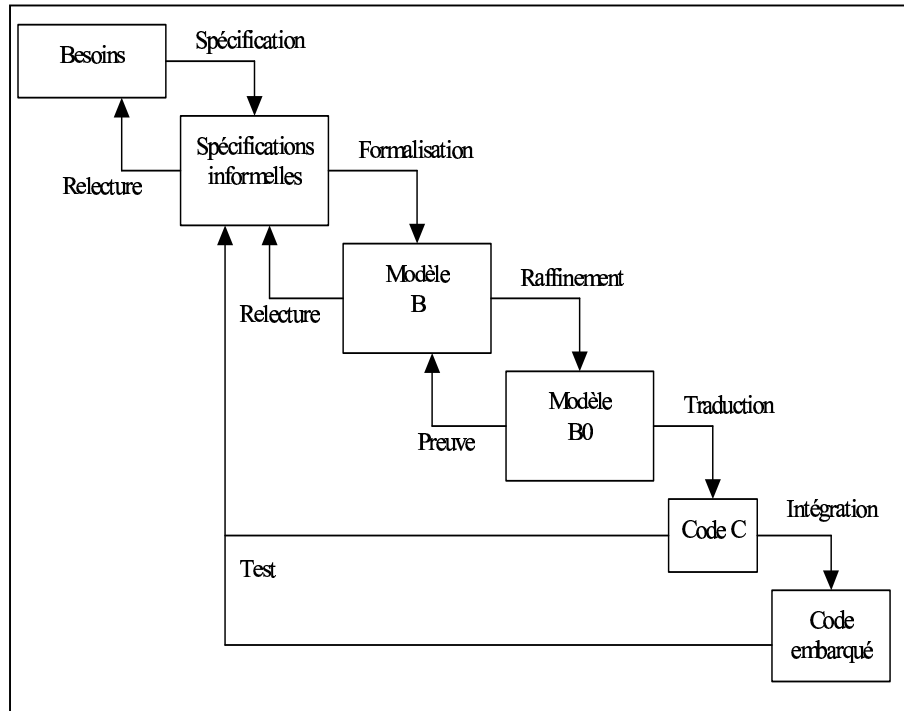 Besoins
Spécification
Spécifications
informelles
Formalisation
Relecture
Modèle
B
Raffinement
Relecture
Modèle
B0
Traduction
Preuve
Code C
Intégration
Test
Code
embarqué